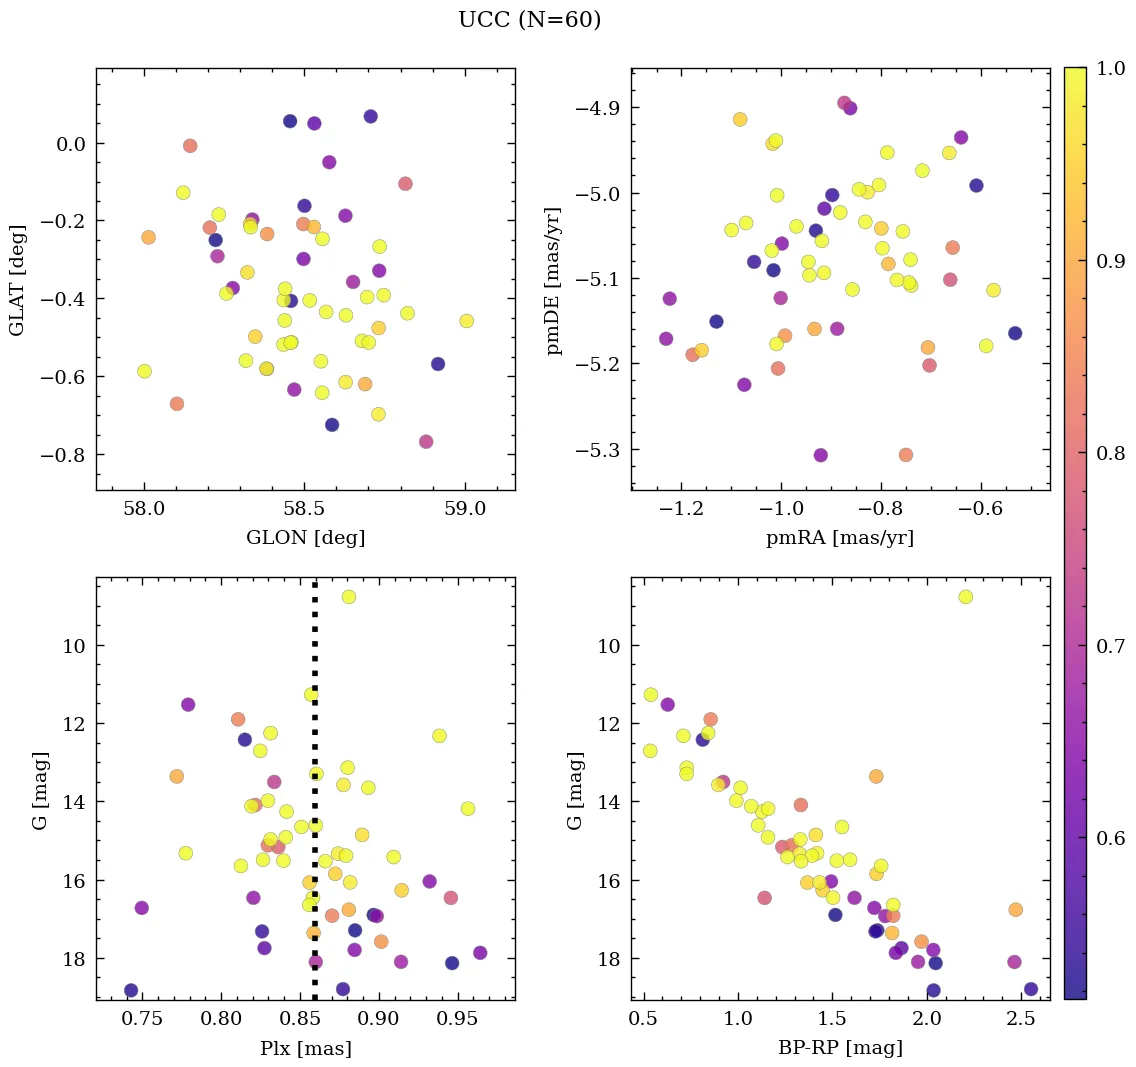 UCC (N=60)
0.0
−0.2
−0.4
−0.6
−0.8
GLAT [deg]
58.0 58.5 59.0
GLON [deg]
−4.9
−5.0
−5.1
−5.2
−5.3
pmDE [mas/yr]
−1.2 −1.0 −0.8 −0.6
pmRA [mas/yr]
1.0
0.9
0.8
0.7
0.6
10
12
14
16
18
G [mag]
0.75 0.80 0.85 0.90 0.95
Plx [mas]
10
12
14
16
18
G [mag]
0.5 1.0 1.5 2.0 2.5
BP-RP [mag]